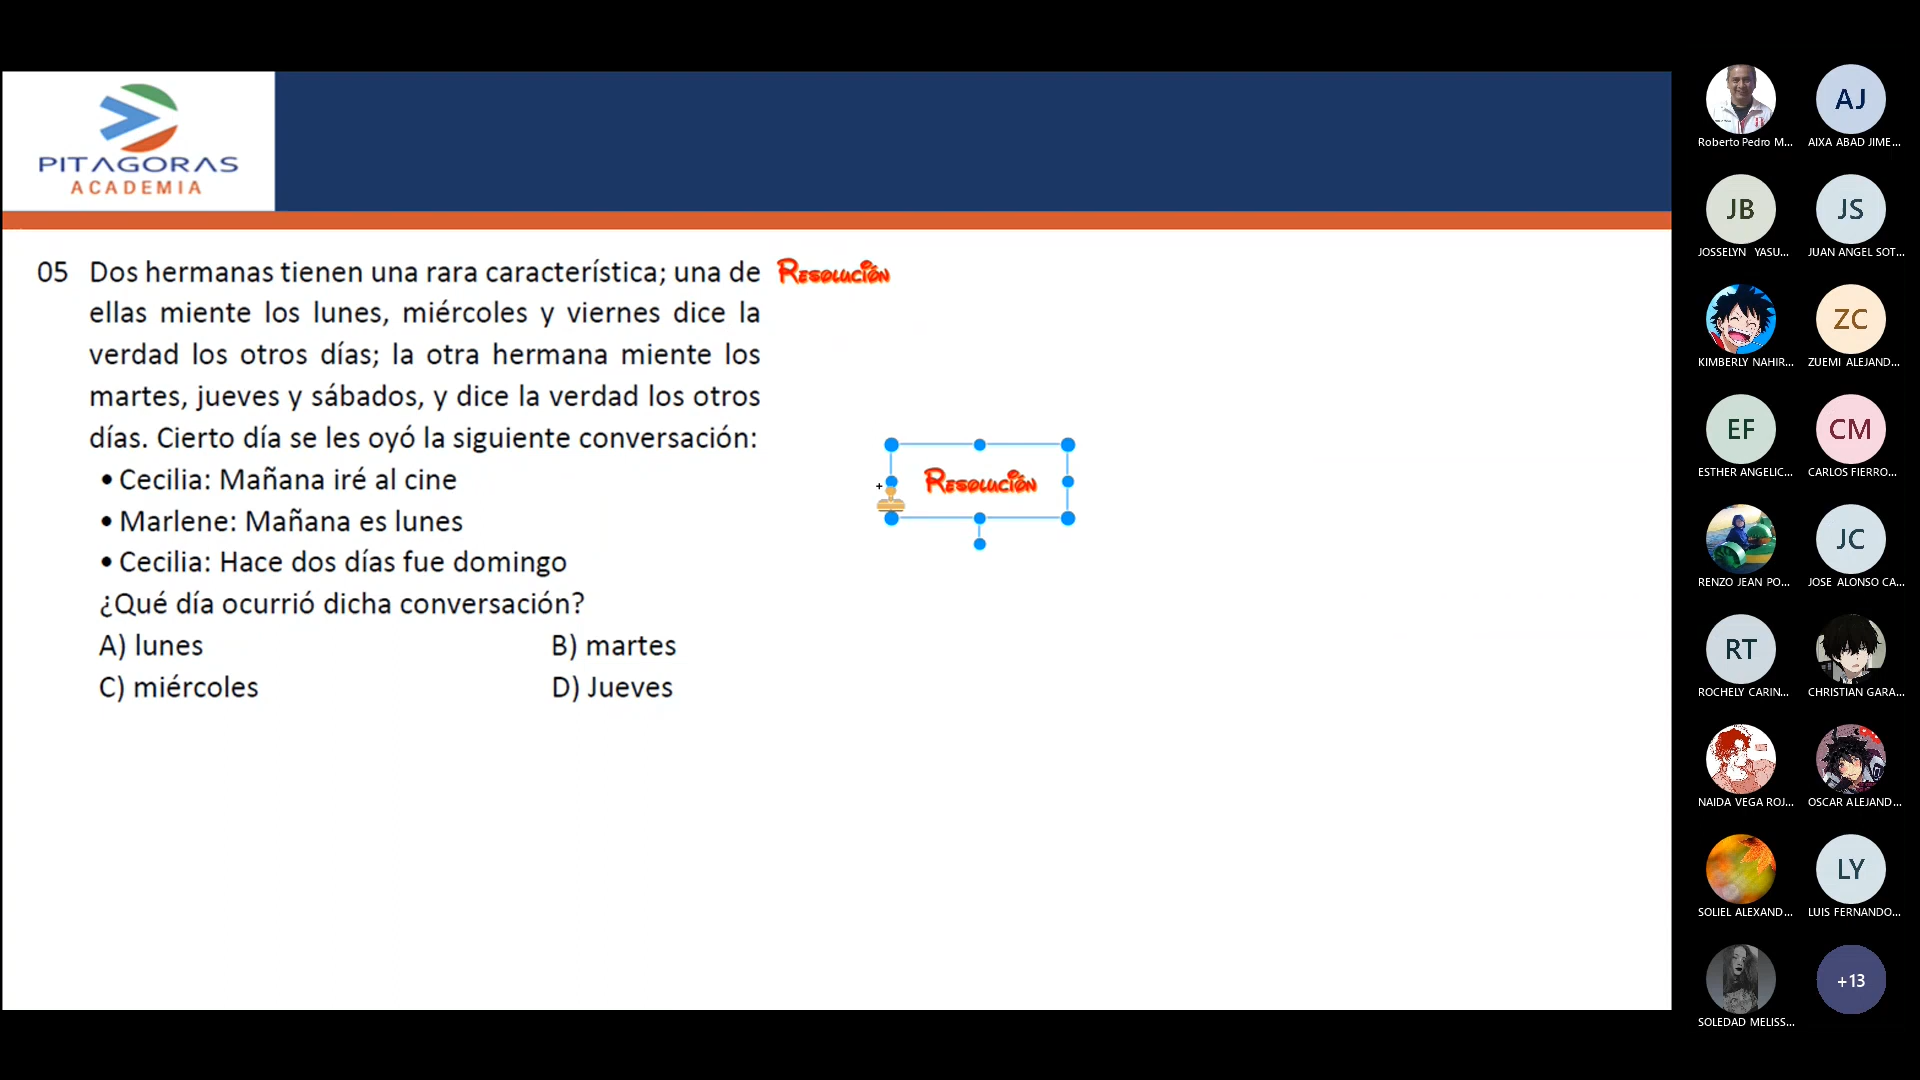 PITAGORAS
ACADEMIA
05 Dos hermanas tienen una rara característica; una de
ellas miente los lunes, miércoles y viernes dice la
verdad los otros días; la otra hermana miente los
martes, jueves y sábados, y dice la verdad los otros
días. Cierto día se les oyó la siguiente conversación:
• Cecilia: Mañana iré al cine
• Marlene: Mañana es lunes
• Cecilia: Hace dos días fue domingo
¿Qué día ocurrió dicha conversación?
A) lunes B) martes
C) miércoles D) Jueves
Resolución
Resolución
Roberto Pedro M...
AJ
AIXA ABAD JIME...
JB
JOSSELYN YASU...
JS
JUAN ANGEL SOT...
KIMBERLY NAHIR...
ZC
ZUEMI ALEJAND...
EF
ESTHER ANGELIC...
CM
CARLOS FIERRO...
RENZO JEAN PO...
JC
JOSE ALONSO CA...
RT
ROCHELY CARIN...
CHRISTIAN GARA...
NAIDA VEGA ROJ...
OSCAR ALEJAND...
SOLIEL ALEXAND...
LY
LUIS FERNANDO...
SOLEDAD MELISS...
+13